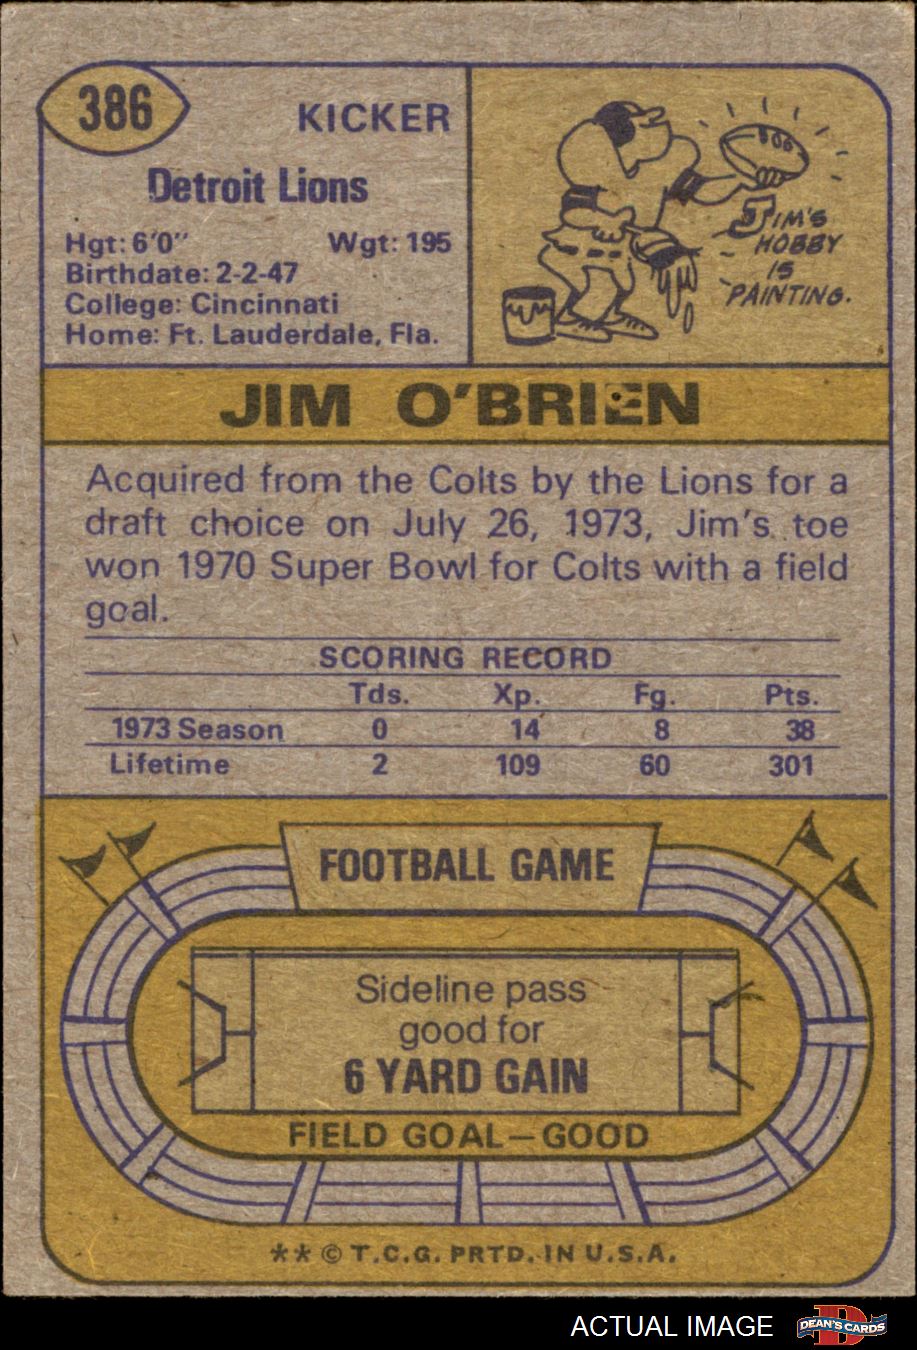 386
KICKER
Detroit Lions
Hgt: 6'0" Wgt: 195
Birthdate: 2-2-47
College: Cincinnati
Home: Ft. Lauderdale, Fla.
JIM'S
HOBBY
IS
PAINTING.
JIM O'BRIEN
Acquired from the Colts by the Lions for a
draft choice on July 26, 1973, Jim's toe
won 1970 Super Bowl for Colts with a field
goal.
SCORING RECORD
Tds. Xp. Fg. Pts.
1973 Season 0 14 8 38
Lifetime 2 109 60 301
FOOTBALL GAME
Sideline pass
good for
6 YARD GAIN
FIELD GOAL—GOOD
** © T.C.G. PRTD. IN U.S.A.
ACTUAL IMAGE D DEAN'S CARDS